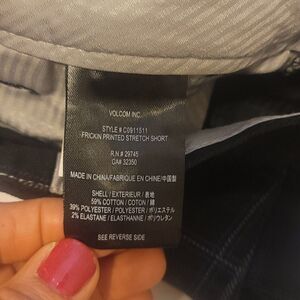 VOLCOM INC.
STYLE # C0911511
FRICKIN PRINTED STRETCH SHORT
R.N # 29745
CA# 32350
MADE IN CHINA/FABRIQUE EN CHINE/中国製
SHELL / EXTERIEUR / 表地
59% COTTON / COTON / 綿
39% POLYESTER / POLYESTER / ポリエステル
2% ELASTANE / ELASTHANNE / ポリウレタン
SEE REVERSE SIDE